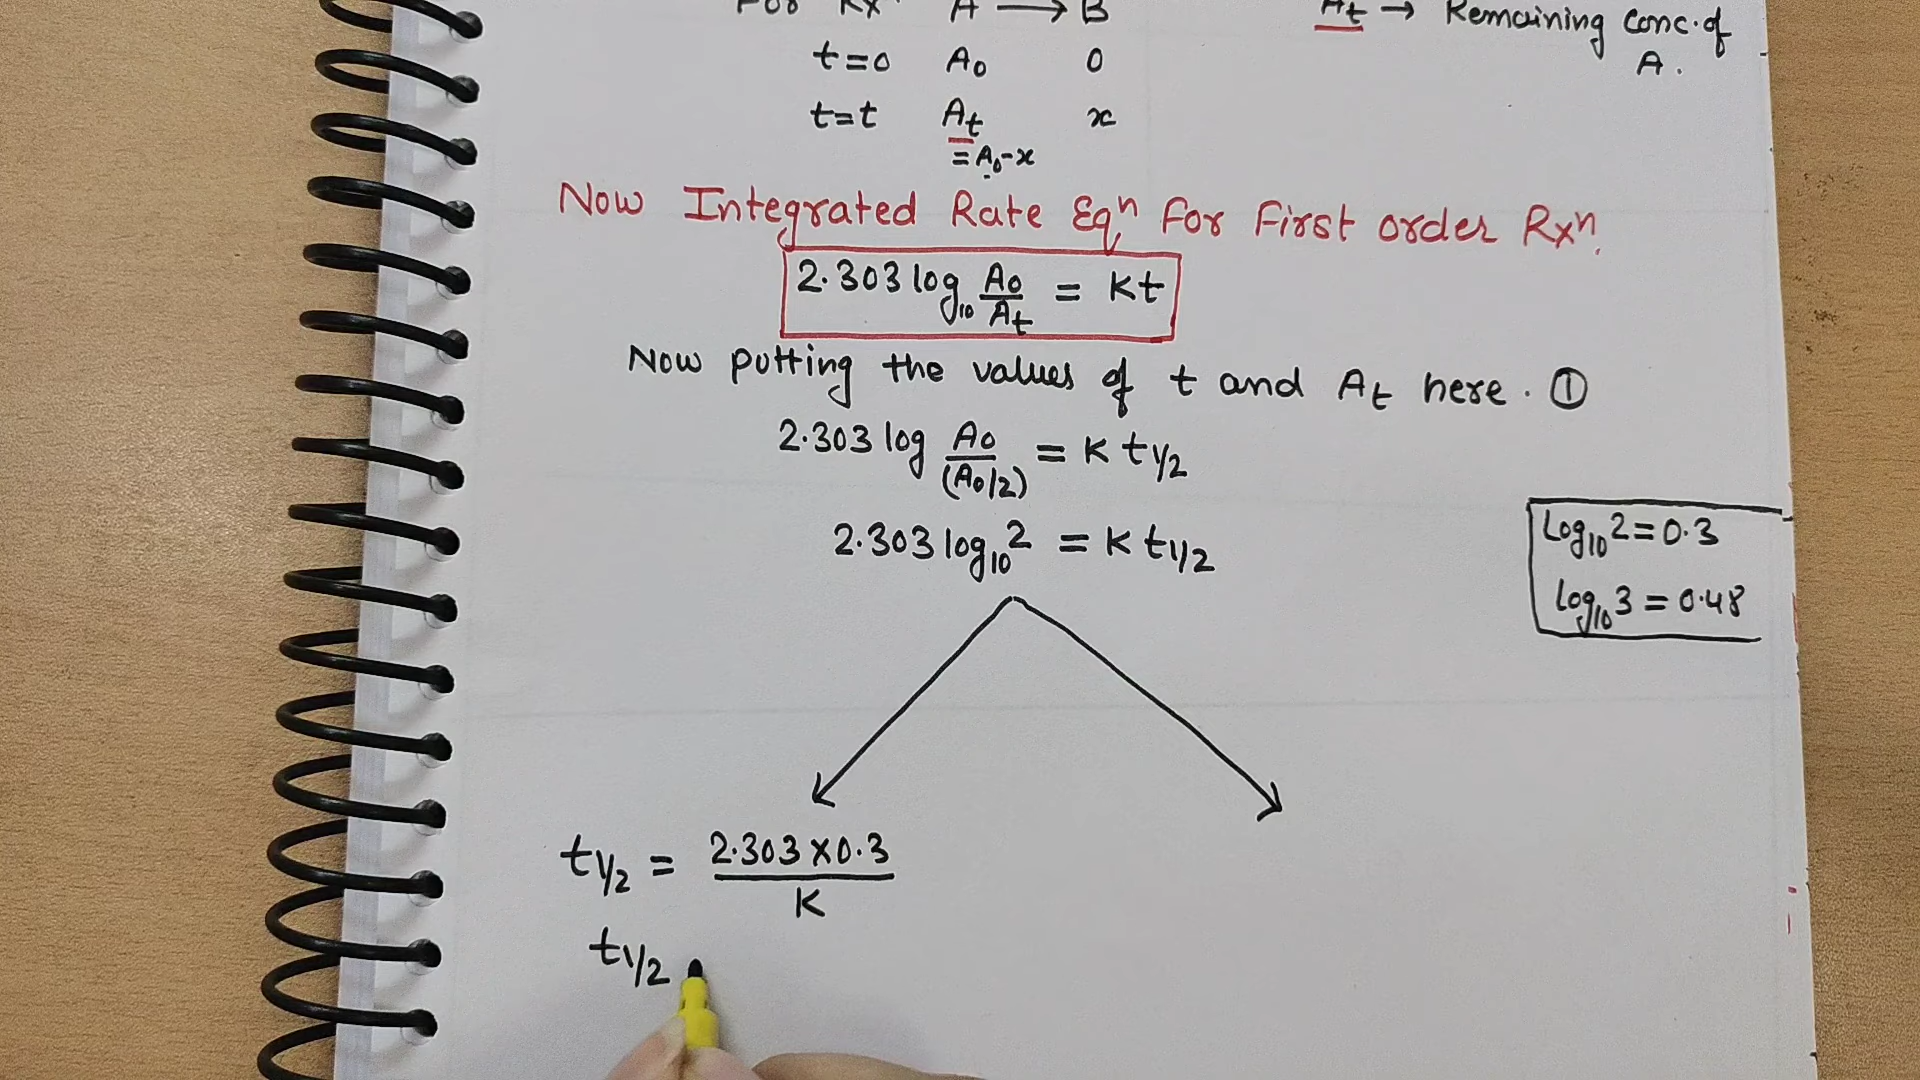 For Rxn A → B
t=0 A₀ 0
t=t At x
= A₀-x
At → Remaining Conc. of A.
Now Integrated Rate Eqⁿ For First order Rxⁿ.
2.303 log₁₀ A₀/At = Kt
Now putting the values of t and At here. ①
2.303 log A₀/(A₀/2) = K t1/2
2.303 log₁₀2 = K t1/2
Log₁₀2=0.3
log₁₀3=0.48
t1/2 = 2.303×0.3/K
t1/2